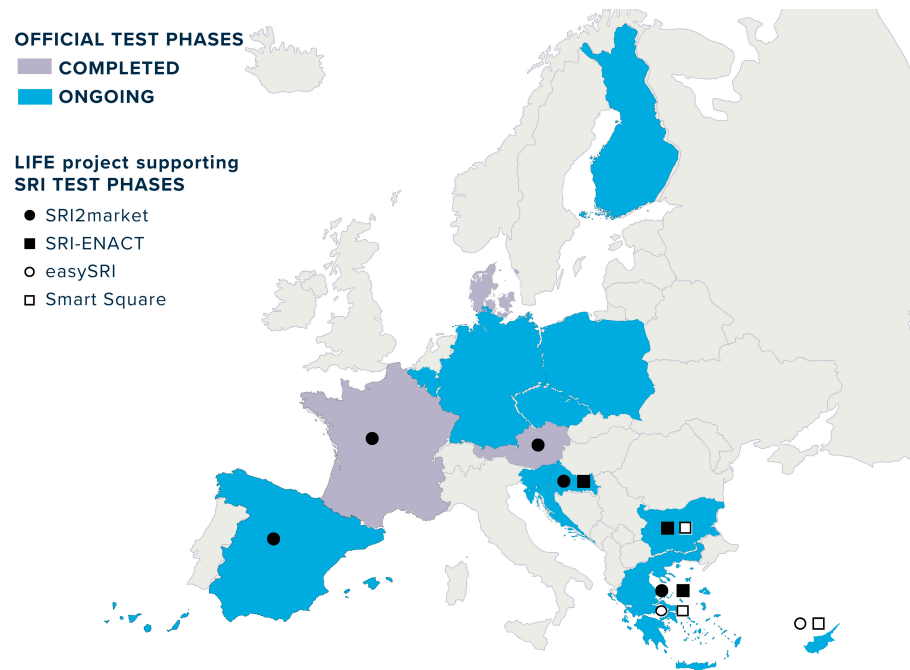 OFFICIAL TEST PHASES
COMPLETED
ONGOING
LIFE project supporting
SRI TEST PHASES
SRI2market
SRI-ENACT
easySRI
Smart Square